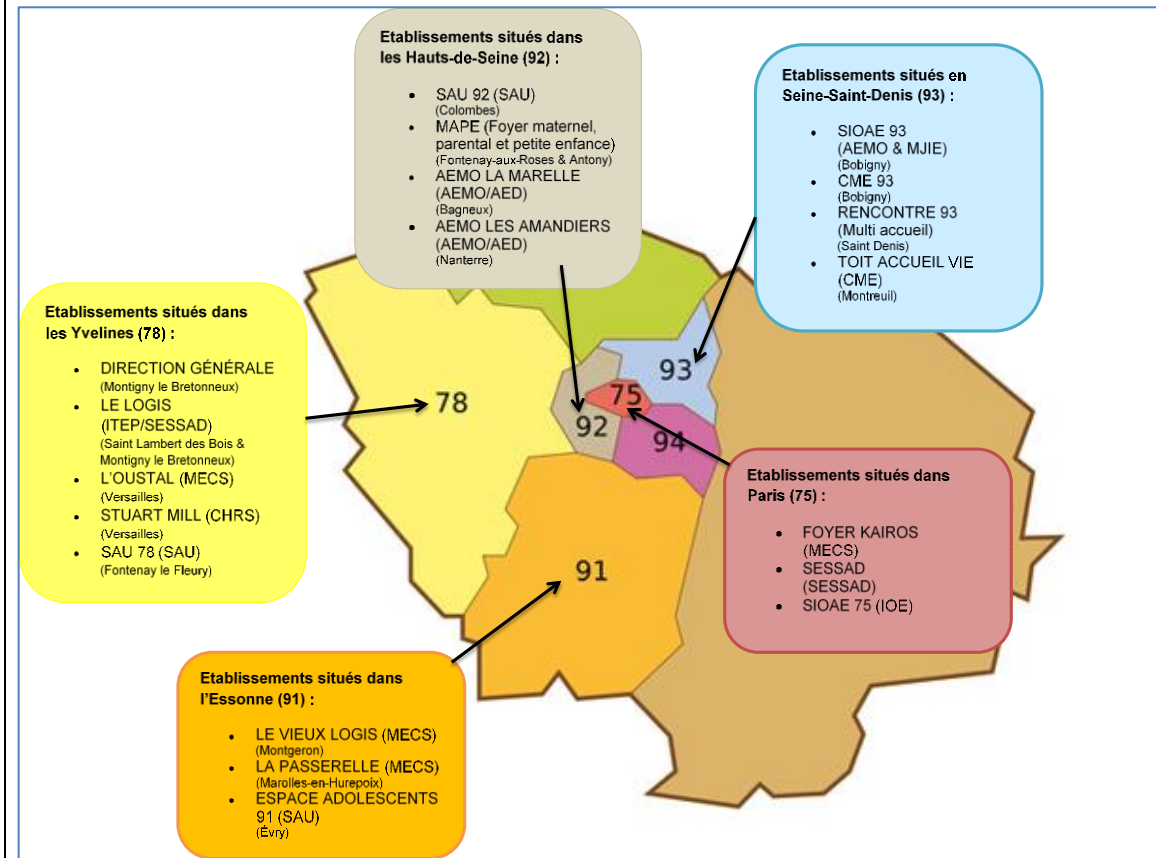 Etablissements situés dans
les Hauts-de-Seine (92) :
• SAU 92 (SAU)
(Colombes)
• MAPE (Foyer maternel,
parental et petite enfance)
(Fontenay-aux-Roses & Antony)
• AEMO LA MARELLE
(AEMO/AED)
(Bagneux)
• AEMO LES AMANDIERS
(AEMO/AED)
(Nanterre)
Etablissements situés en
Seine-Saint-Denis (93) :
• SIOAE 93
(AEMO & MJIE)
(Bobigny)
• CME 93
(Bobigny)
• RENCONTRE 93
(Multi accueil)
(Saint Denis)
• TOIT ACCUEIL VIE
(CME)
(Montreuil)
Etablissements situés dans
les Yvelines (78) :
• DIRECTION GÉNÉRALE
(Montigny le Bretonneux)
• LE LOGIS
(ITEP/SESSAD)
(Saint Lambert des Bois &
Montigny le Bretonneux)
• L'OUSTAL (MECS)
(Versailles)
• STUART MILL (CHRS)
(Versailles)
• SAU 78 (SAU)
(Fontenay le Fleury)
78
93
75
92
94
91
Etablissements situés dans
Paris (75) :
• FOYER KAIROS
(MECS)
• SESSAD
(SESSAD)
• SIOAE 75 (IOE)
Etablissements situés dans
l'Essonne (91) :
• LE VIEUX LOGIS (MECS)
(Montgeron)
• LA PASSERELLE (MECS)
(Marolles-en-Hurepoix)
• ESPACE ADOLESCENTS
91 (SAU)
(Évry)